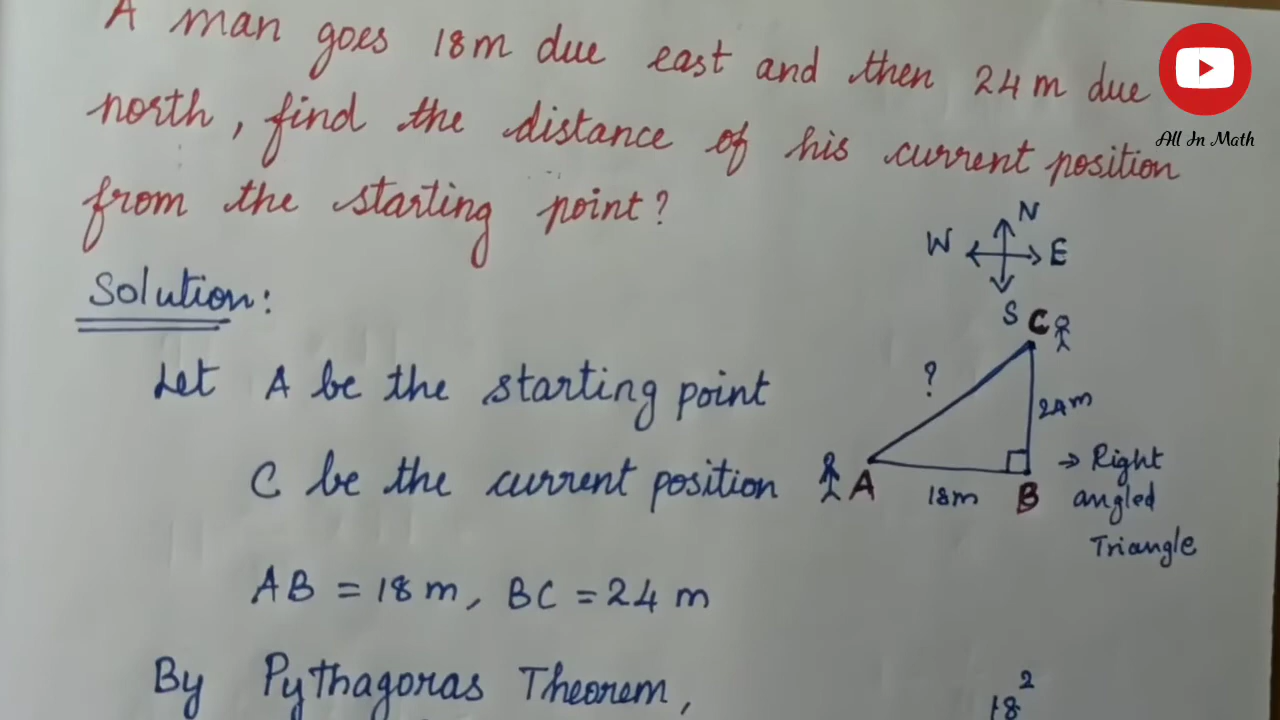 A man goes 18m due east and then 24m due
north, find the distance of his current position
from the starting point?
All In Math
Solution:
Let A be the starting point
C be the current position
AB = 18 m, BC = 24 m
By Pythagoras Theorem,
18²
N
W E
S
C
?
24m
A 18m B
→ Right
angled
Triangle